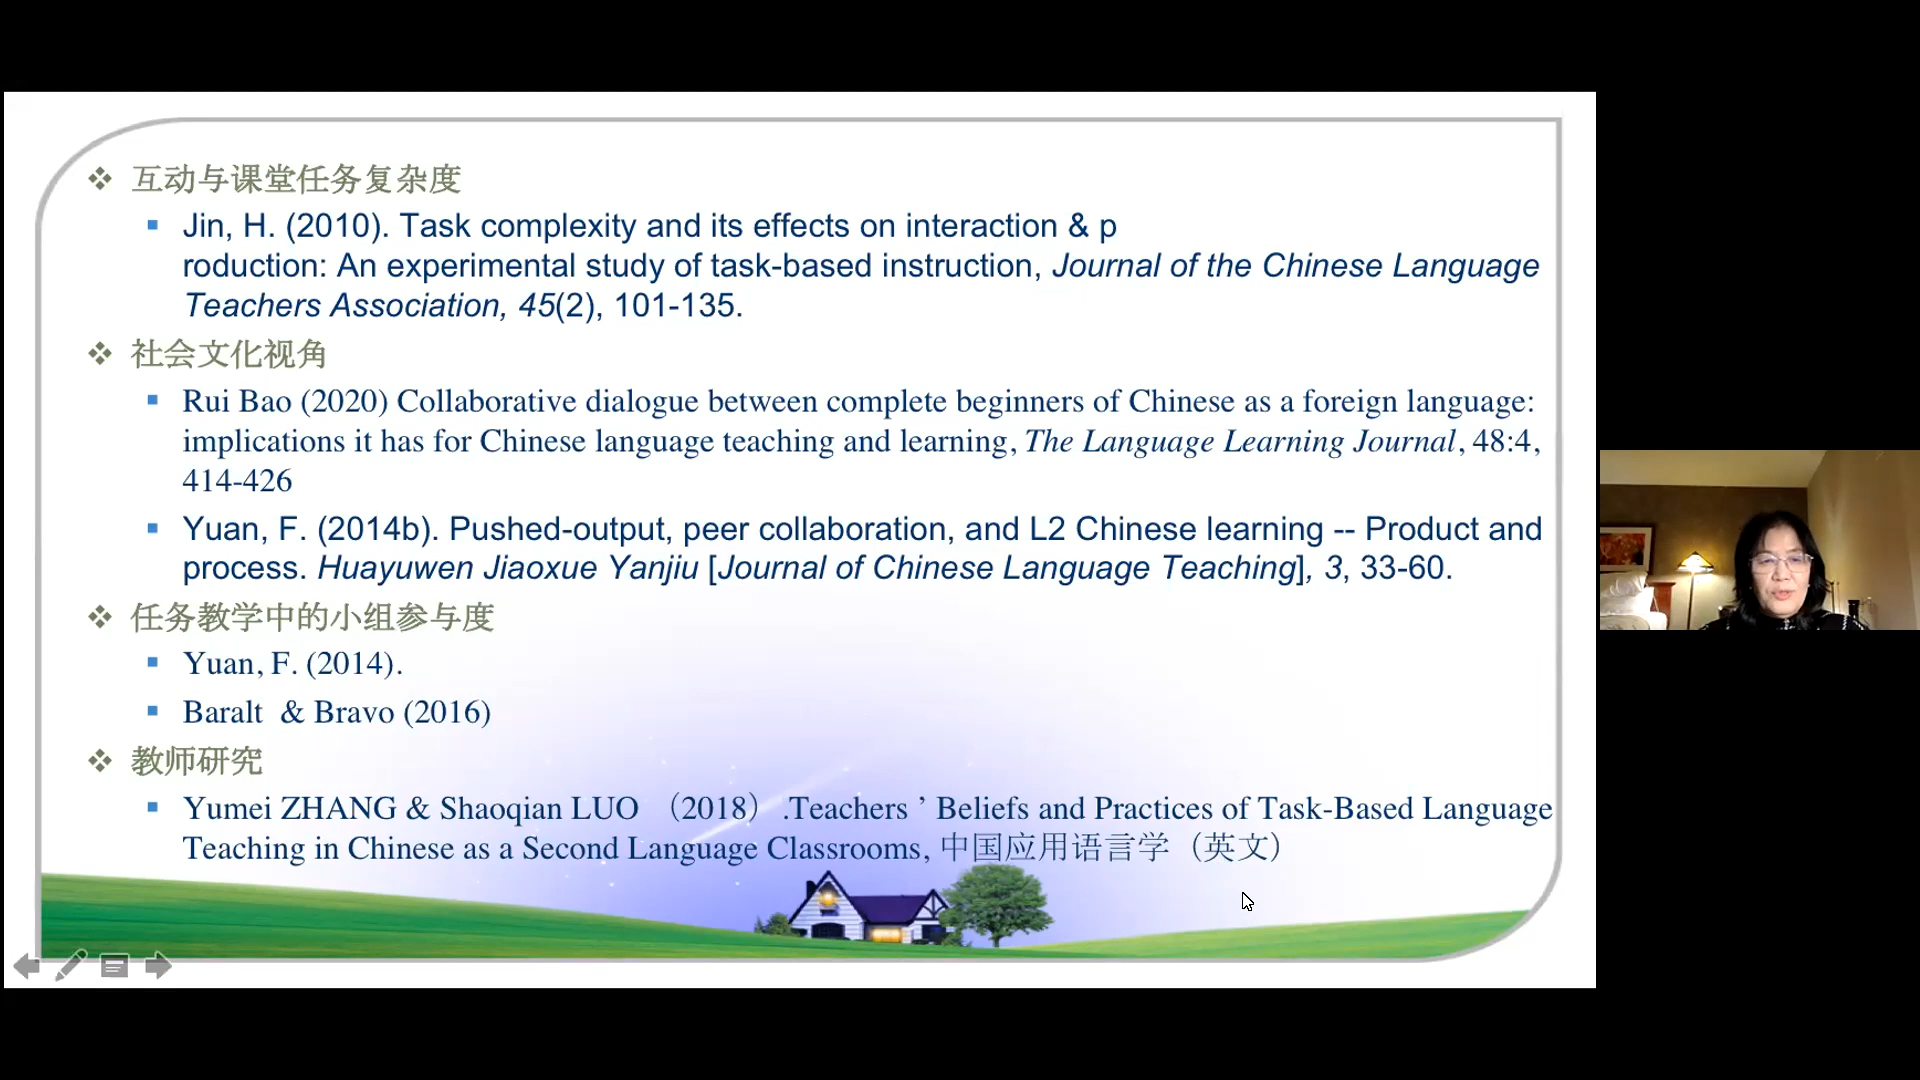 互动与课堂任务复杂度
Jin, H. (2010). Task complexity and its effects on interaction & p
roduction: An experimental study of task-based instruction, Journal of the Chinese Language
Teachers Association, 45(2), 101-135.
社会文化视角
Rui Bao (2020) Collaborative dialogue between complete beginners of Chinese as a foreign language:
implications it has for Chinese language teaching and learning, The Language Learning Journal, 48:4,
414-426
Yuan, F. (2014b). Pushed-output, peer collaboration, and L2 Chinese learning -- Product and
process. Huayuwen Jiaoxue Yanjiu [Journal of Chinese Language Teaching], 3, 33-60.
任务教学中的小组参与度
Yuan, F. (2014).
Baralt & Bravo (2016)
教师研究
Yumei ZHANG & Shaoqian LUO （2018）.Teachers ’ Beliefs and Practices of Task-Based Language
Teaching in Chinese as a Second Language Classrooms, 中国应用语言学（英文）